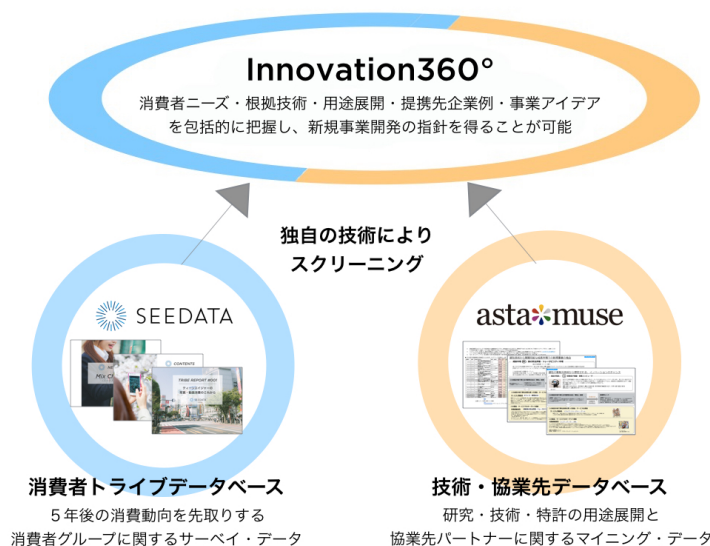 Innovation360°
消費者ニーズ・根拠技術・用途展開・提携先企業例・事業アイデア
を包括的に把握し、新規事業開発の指針を得ることが可能
独自の技術により
スクリーニング
SEEDATA
CONTENTS
TRIBE REPORT
asta*muse
消費者トライブデータベース
5年後の消費動向を先取りする
消費者グループに関するサーベイ・データ
技術・協業先データベース
研究・技術・特許の用途展開と
協業先パートナーに関するマイニング・データ